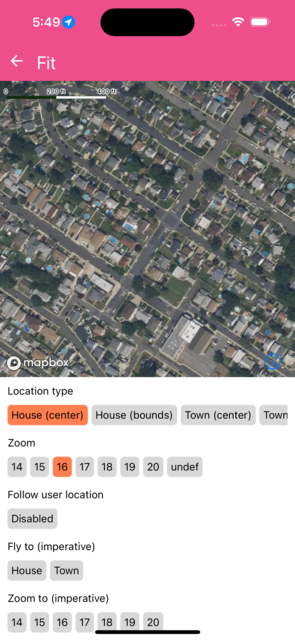 5:49
Fit
0 200 ft 400 ft
mapbox
Location type
House (center) House (bounds) Town (center) Town
Zoom
14 15 16 17 18 19 20 undef
Follow user location
Disabled
Fly to (imperative)
House Town
Zoom to (imperative)
14 15 16 17 18 19 20